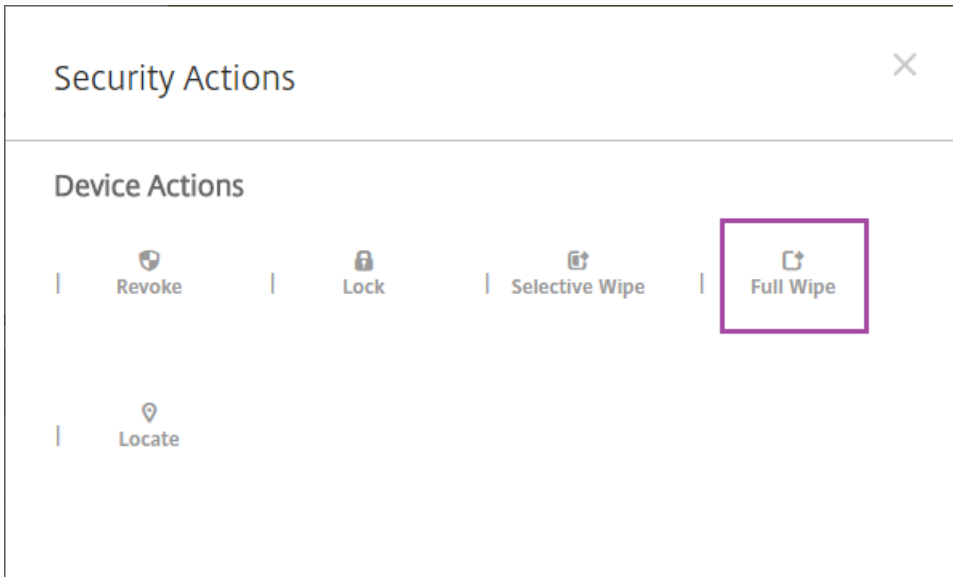 Security Actions
Device Actions
Revoke
Lock
Selective Wipe
Full Wipe
Locate